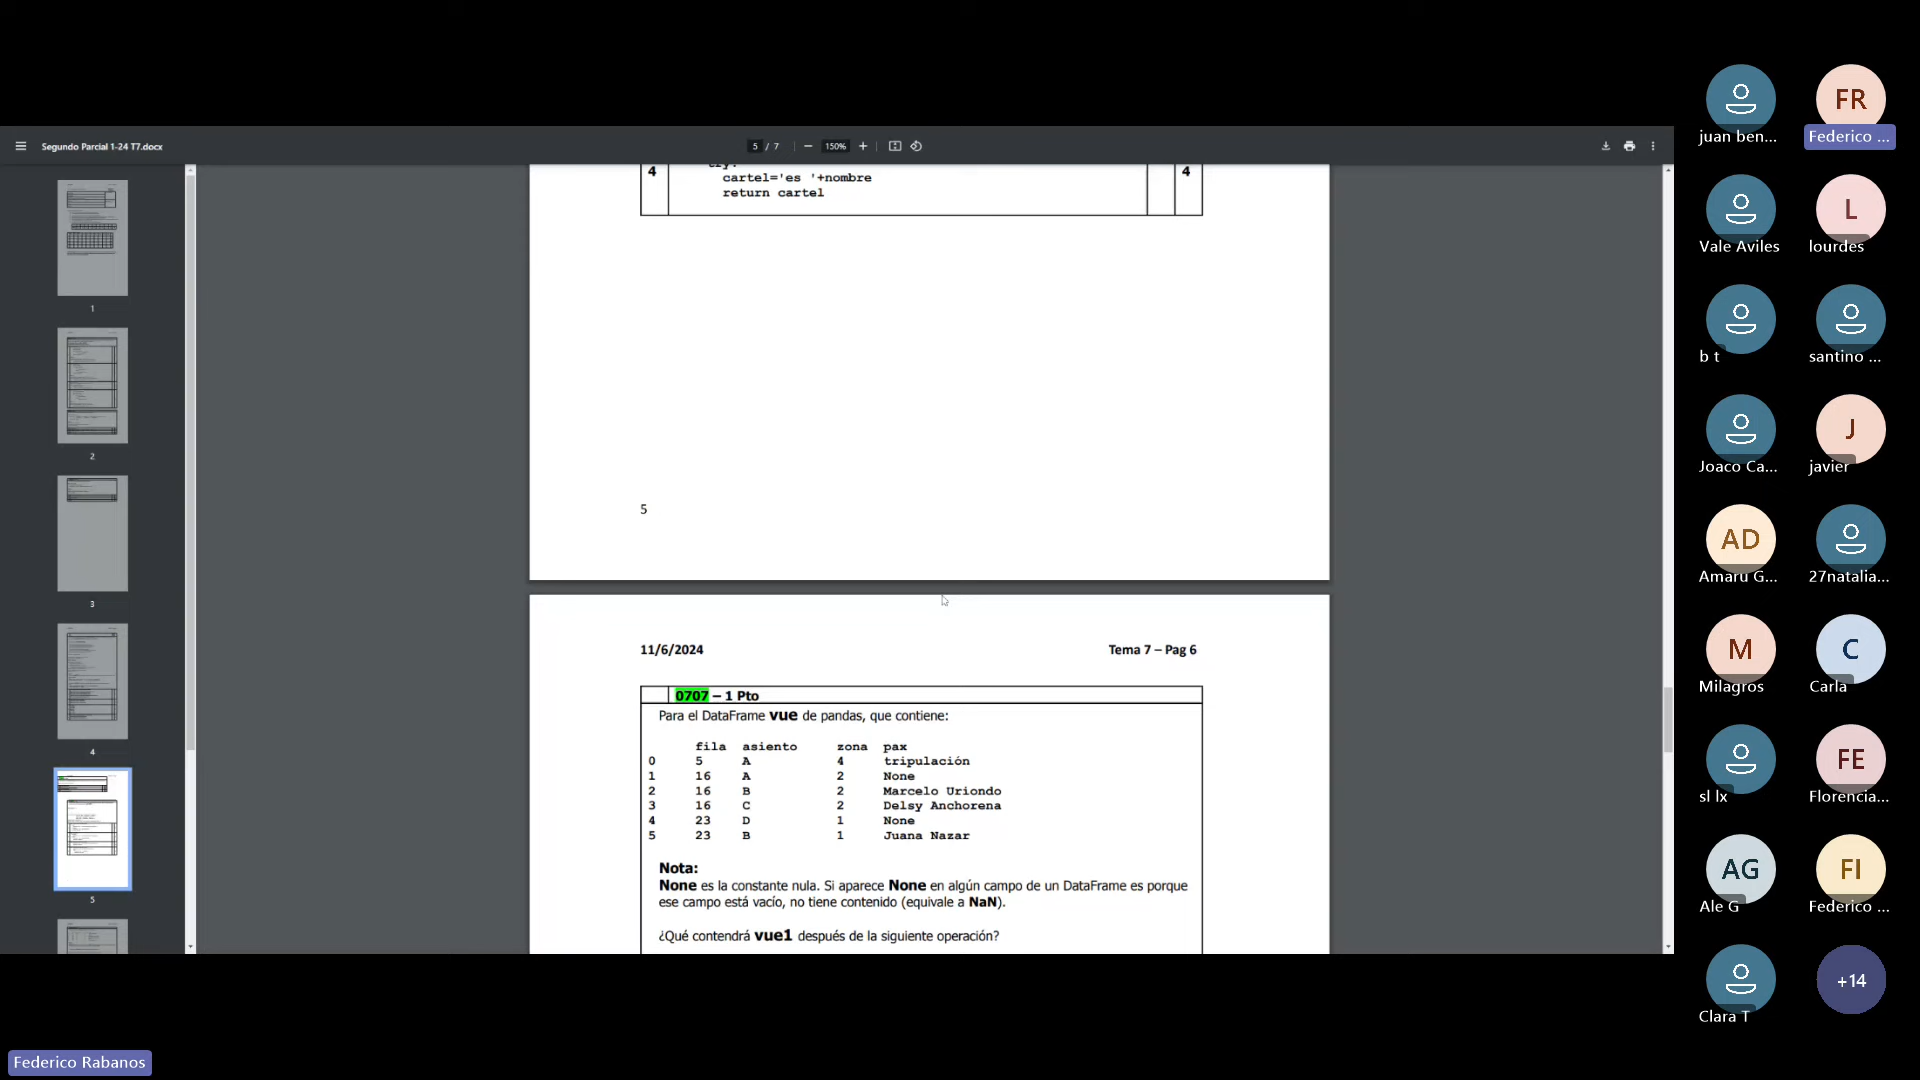 Segundo Parcial 1-24 T7.docx
5 / 7
150%
1
2
3
4
5
4
try:
cartel='es '+nombre
return cartel
4
5
11/6/2024
Tema 7 – Pag 6
0707 – 1 Pto
Para el DataFrame vue de pandas, que contiene:
fila asiento zona pax
0 5 A 4 tripulación
1 16 A 2 None
2 16 B 2 Marcelo Uriondo
3 16 C 2 Delsy Anchorena
4 23 D 1 None
5 23 B 1 Juana Nazar
Nota:
None es la constante nula. Si aparece None en algún campo de un DataFrame es porque
ese campo está vacío, no tiene contenido (equivale a NaN).
¿Qué contendrá vue1 después de la siguiente operación?
juan ben...
FR
Federico ...
Vale Aviles
L
lourdes
b t
santino ...
Joaco Ca...
J
javier
AD
Amaru G...
27natalia...
M
Milagros
C
Carla
sl lx
FE
Florencia...
AG
Ale G
FI
Federico ...
Clara T
+14
Federico Rabanos